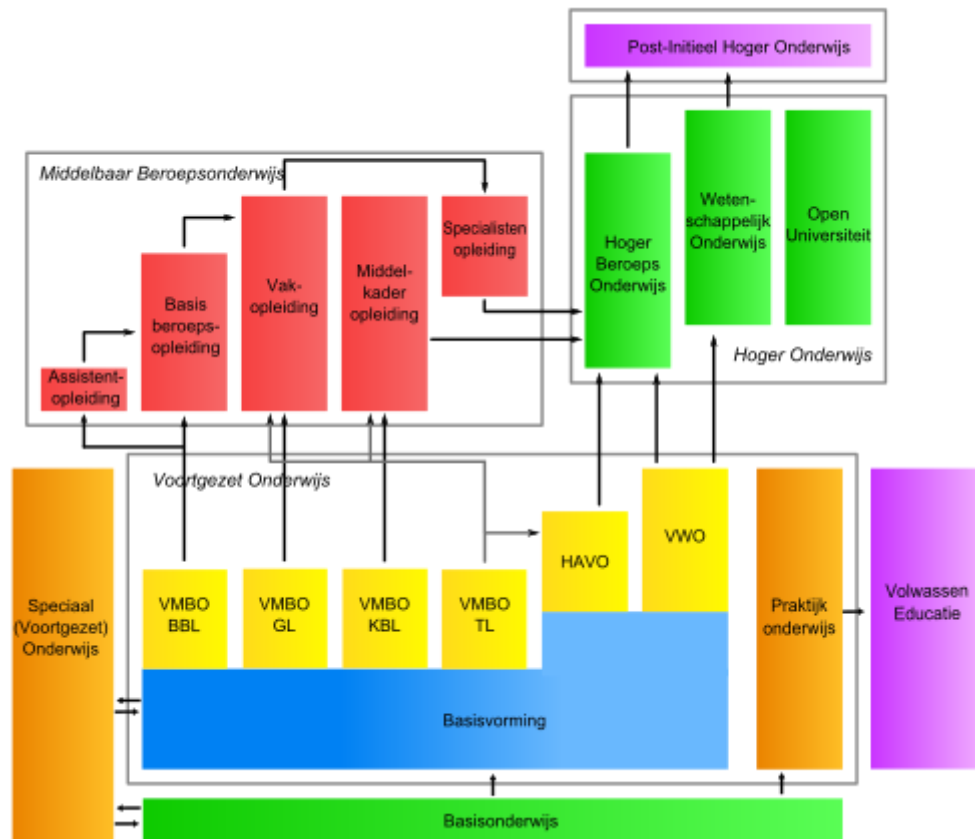 Post-Initieel Hoger Onderwijs
Middelbaar Beroepsonderwijs
Assistent-
opleiding
Basis
beroeps-
opleiding
Vak-
opleiding
Middel-
kader
opleiding
Specialisten
opleiding
Hoger
Beroeps
Onderwijs
Weten-
schappelijk
Onderwijs
Open
Universiteit
Hoger Onderwijs
Voortgezet Onderwijs
Speciaal
(Voortgezet)
Onderwijs
VMBO
BBL
VMBO
GL
VMBO
KBL
VMBO
TL
HAVO
VWO
Praktijk
onderwijs
Volwassen
Educatie
Basisvorming
Basisonderwijs